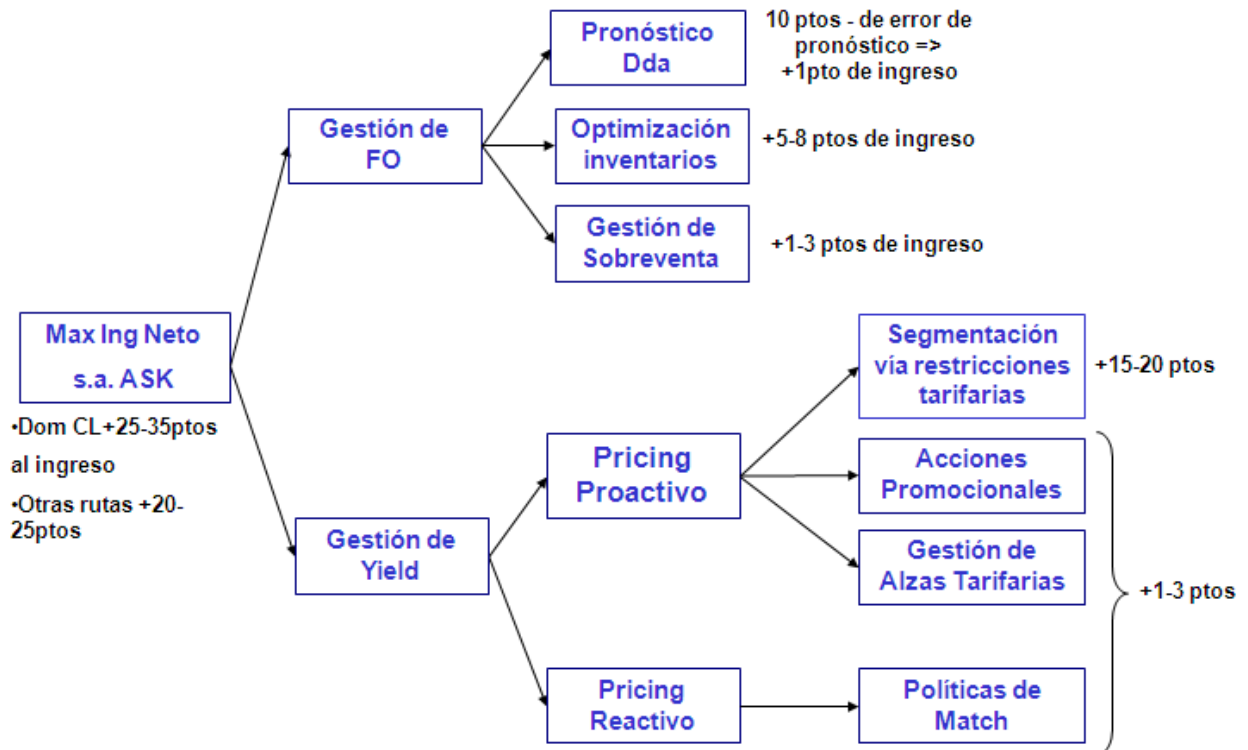 Pronóstico
Dda
10 ptos - de error de
pronóstico =>
+1pto de ingreso
Gestión de
FO
Optimización
inventarios
+5-8 ptos de ingreso
Gestión de
Sobreventa
+1-3 ptos de ingreso
Max Ing Neto
s.a. ASK
•Dom CL+25-35ptos
al ingreso
•Otras rutas +20-
25ptos
Segmentación
vía restricciones
tarifarias
+15-20 ptos
Pricing
Proactivo
Acciones
Promocionales
Gestión de
Yield
Gestión de
Alzas Tarifarias
+1-3 ptos
Pricing
Reactivo
Políticas de
Match